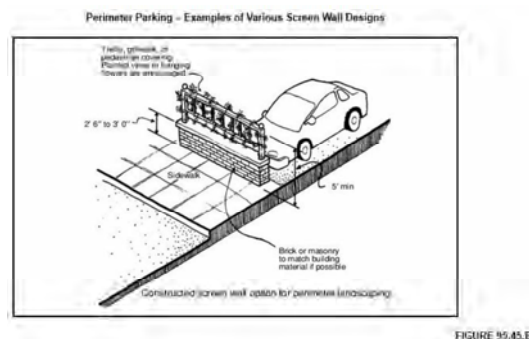 Perimeter Parking – Examples of Various Screen Wall Designs
Trellis, grillwork, or
pedestrian covering.
Planted vines or hanging
flowers are encouraged
2' 6" to 3' 0"
Sidewalk
5' min
Brick or masonry
to match building
material if possible
Constructed screen wall option for perimeter landscaping
FIGURE 95.45.B